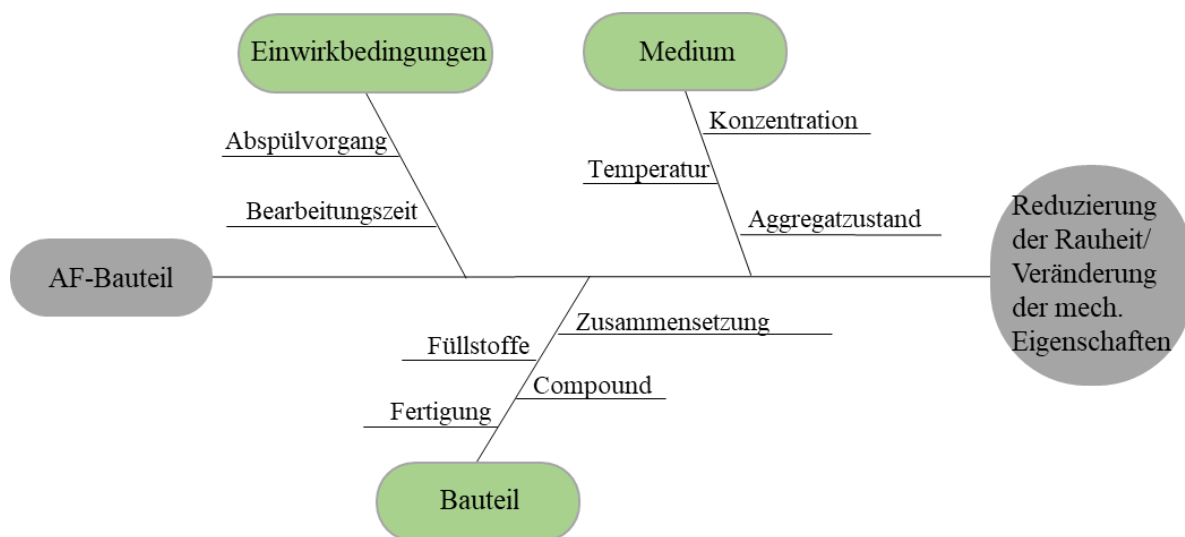 Einwirkbedingungen
Medium
Abspülvorgang
Bearbeitungszeit
Konzentration
Temperatur
Aggregatzustand
AF-Bauteil
Reduzierung
der Rauheit/
Veränderung
der mech.
Eigenschaften
Zusammensetzung
Füllstoffe
Compound
Fertigung
Bauteil